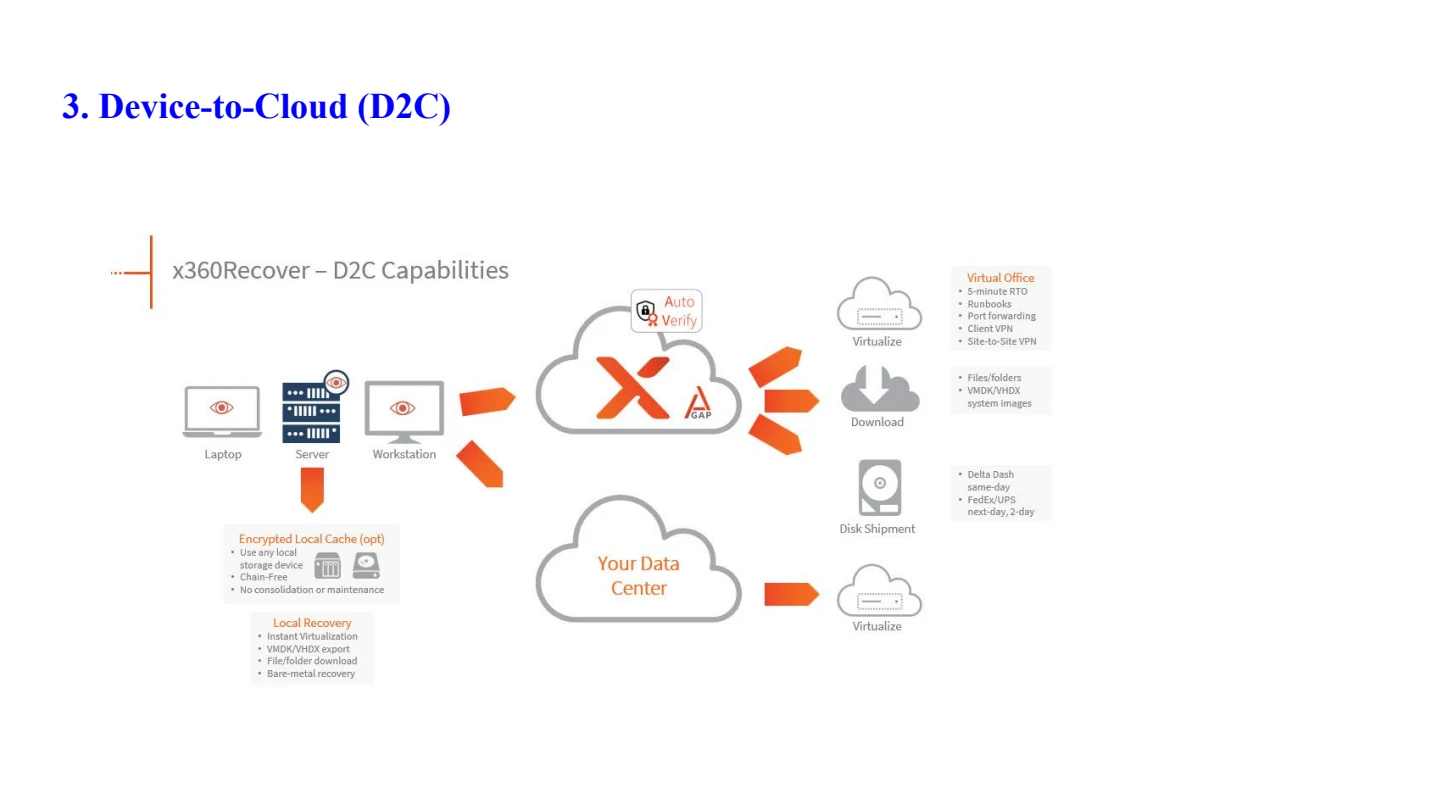 3. Device-to-Cloud (D2C)
x360Recover – D2C Capabilities
Auto
Verify
GAP
Laptop
Server
Workstation
Encrypted Local Cache (opt)
• Use any local
storage device
• Chain-Free
• No consolidation or maintenance
Local Recovery
• Instant Virtualization
• VMDK/VHDX export
• File/folder download
• Bare-metal recovery
Your Data
Center
Virtualize
Virtual Office
• 5-minute RTO
• Runbooks
• Port forwarding
• Client VPN
• Site-to-Site VPN
Download
• Files/folders
• VMDK/VHDX
system images
Disk Shipment
• Delta Dash
same-day
• FedEx/UPS
next-day, 2-day
Virtualize